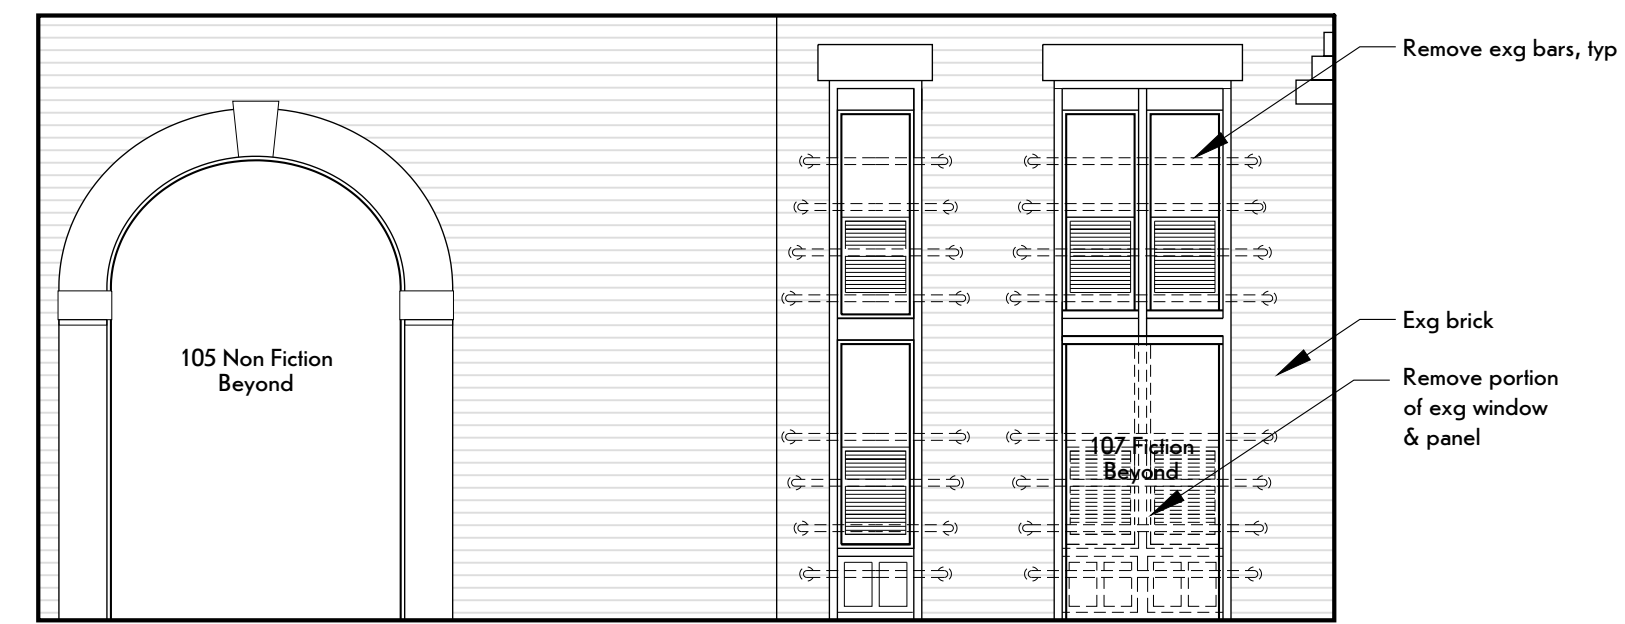 Remove exg bars, typ
Exg brick
105 Non Fiction
Beyond
Remove portion
of exg window
& panel
107 Fiction
Beyond